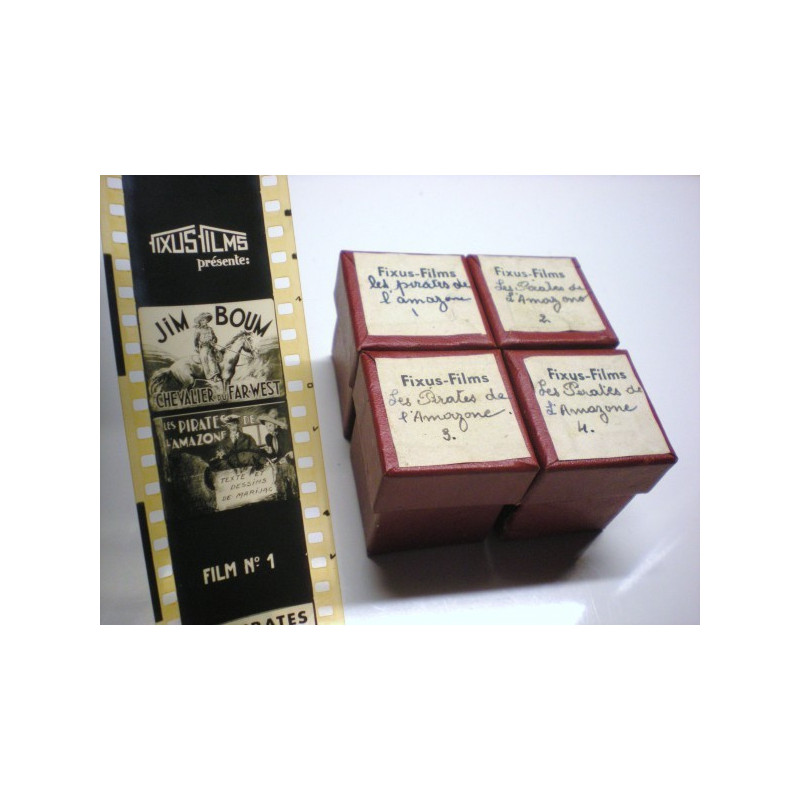 FIXUS FILMS
présente:
JIM BOUM
CHEVALIER DU FAR-WEST
LES PIRATES DE
L'AMAZONE
TEXTE ET
DESSINS
DE MARIJAC
FILM Nº 1
PIRATES
Fixus-Films
les pirates de
l'amazone
1
Fixus-Films
Les Pirates de
L'Amazone
2.
Fixus-Films
Les Pirates de
l'Amazone.
3.
Fixus-Films
Les Pirates de
L'Amazone
4.